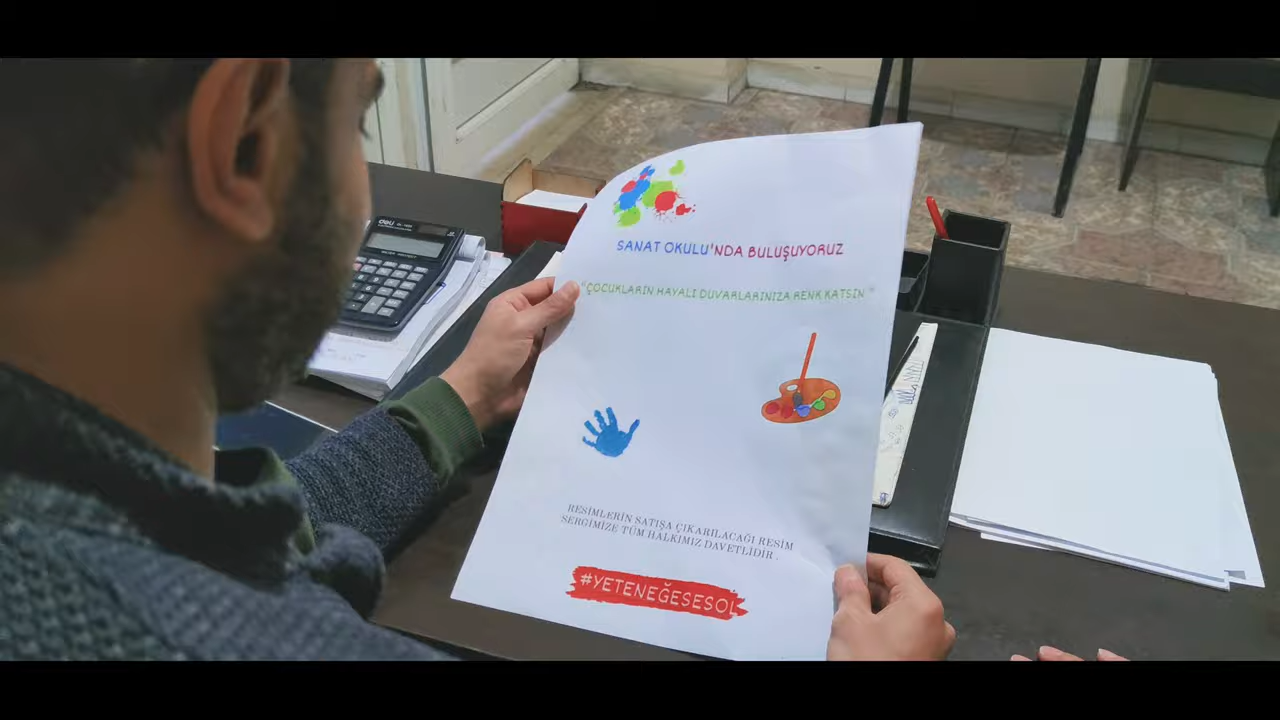 SANAT OKULU'NDA BULUŞUYORUZ
"ÇOCUKLARIN HAYALİ DUVARLARINIZA RENK KATSIN "
RESİMLERİN SATIŞA ÇIKARILACAĞI RESİM
SERGİMİZE TÜM HALKIMIZ DAVETLİDİR .
#YETENEĞESESOL
deli